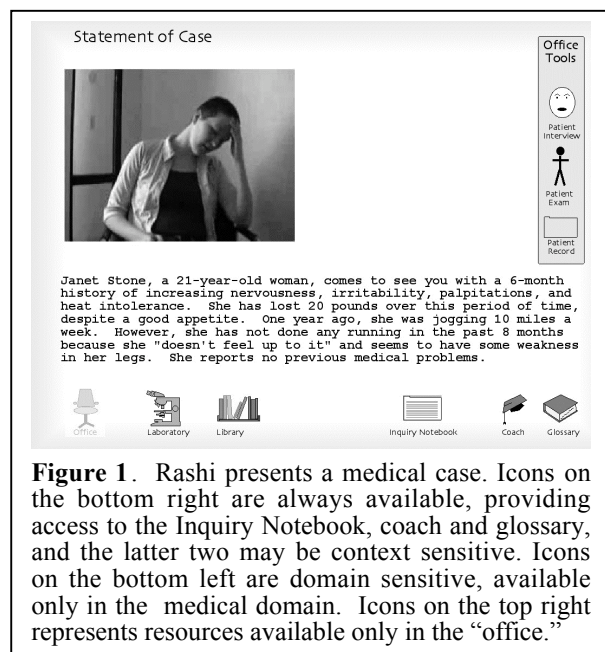 Statement of Case
Office
Tools
Patient
Interview
Patient
Exam
Patient
Record
Janet Stone, a 21-year-old woman, comes to see you with a 6-month
history of increasing nervousness, irritability, palpitations, and
heat intolerance. She has lost 20 pounds over this period of time,
despite a good appetite. One year ago, she was jogging 10 miles a
week. However, she has not done any running in the past 8 months
because she "doesn't feel up to it" and seems to have some weakness
in her legs. She reports no previous medical problems.
Office Laboratory Library Inquiry Notebook Coach Glossary
Figure 1. Rashi presents a medical case. Icons on
the bottom right are always available, providing
access to the Inquiry Notebook, coach and glossary,
and the latter two may be context sensitive. Icons
on the bottom left are domain sensitive, available
only in the medical domain. Icons on the top right
represents resources available only in the “office.”